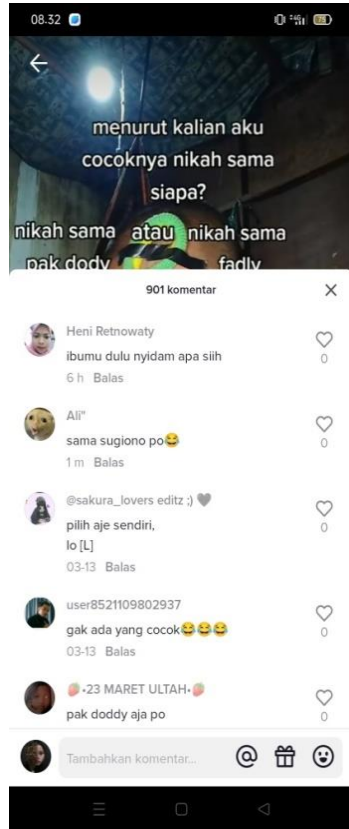 08.32
menurut kalian aku
cocoknya nikah sama
siapa?
nikah sama atau nikah sama
pak dody fadly
901 komentar
Heni Retnowaty
ibumu dulu nyidam apa siih
0
6 h Balas
Ali"
sama sugiono po😂
0
1 m Balas
@sakura_lovers editz ;) 🖤
pilih aje sendiri,
lo [L]
0
03-13 Balas
user8521109802937
gak ada yang cocok😂😂😂
0
03-13 Balas
🍓•23 MARET ULTAH•🍓
pak doddy aja po
0
Tambahkan komentar...